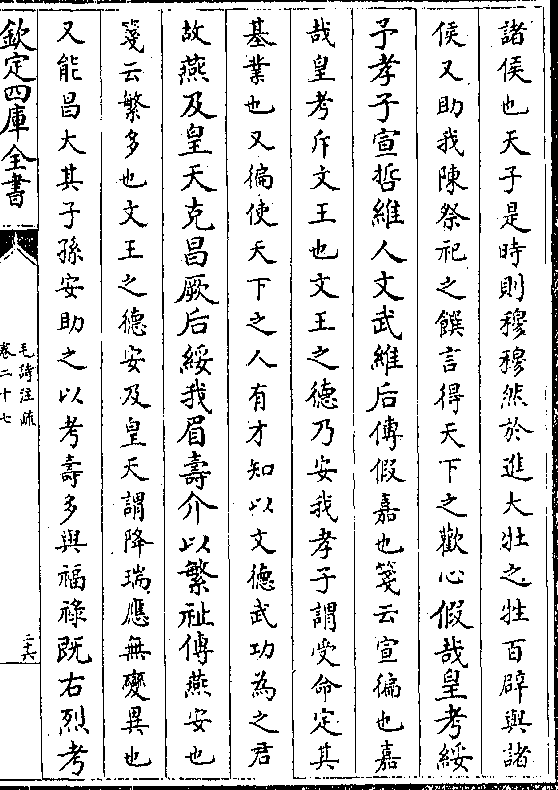 諸侯也天子是時則穆穆然於進大牡之牲百辟與諸
侯又助我陳祭祀之饌言得天下之歡心假哉皇考綏
予孝子宣哲維人文武維后傳假嘉也箋云宣徧也嘉
哉皇考斥文王也文王之德乃安我孝子謂受命定其
基業也又徧使天下之人有才知以文德武功為之君
故燕及皇天克昌厥后綏我眉壽介以繁祉傳燕安也
箋云繁多也文王之德安及皇天謂降瑞應無變異也
又能昌大其子孫安助之以考壽多與福祿既右烈考
欽定四庫全書
毛詩注疏
卷二十七
三六